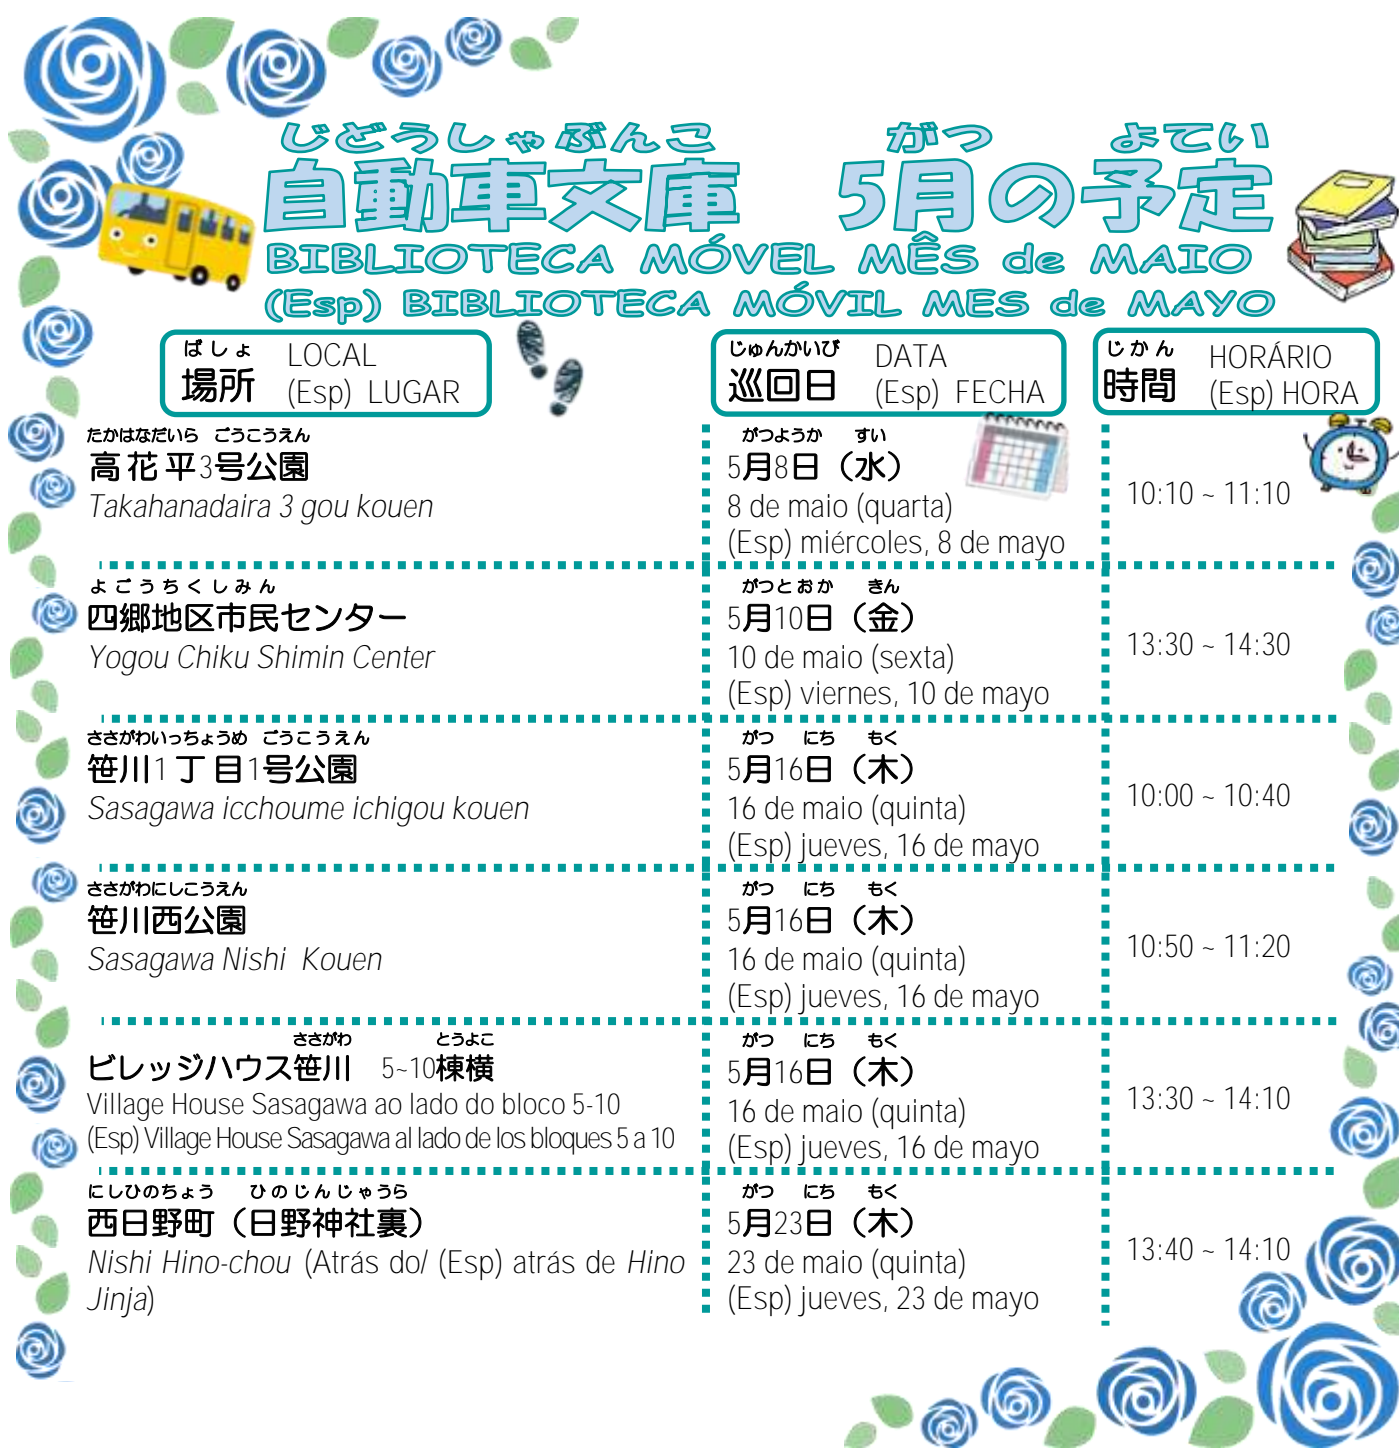 じどうしゃぶんこ　がつ　よてい
自動車文庫　5月の予定
BIBLIOTECA MÓVEL MÊS de MAIO
(Esp) BIBLIOTECA MÓVIL MES de MAYO
ばしょ
場所
LOCAL
(Esp) LUGAR
じゅんかいび
巡回日
DATA
(Esp) FECHA
じかん
時間
HORÁRIO
(Esp) HORA
たかはなだいら　ごうこうえん
高花平3号公園
Takahanadaira 3 gou kouen
がつようか　すい
5月8日（水）
8 de maio (quarta)
(Esp) miércoles, 8 de mayo
10:10 ~ 11:10
よごうちくしみん
四郷地区市民センター
Yogou Chiku Shimin Center
がつとおか　きん
5月10日（金）
10 de maio (sexta)
(Esp) viernes, 10 de mayo
13:30 ~ 14:30
ささがわいっちょうめ　ごうこうえん
笹川1丁目1号公園
Sasagawa icchoume ichigou kouen
がつ　にち　もく
5月16日（木）
16 de maio (quinta)
(Esp) jueves, 16 de mayo
10:00 ~ 10:40
ささがわにしこうえん
笹川西公園
Sasagawa Nishi Kouen
がつ　にち　もく
5月16日（木）
16 de maio (quinta)
(Esp) jueves, 16 de mayo
10:50 ~ 11:20
ささがわ　とうよこ
ビレッジハウス笹川　5~10棟横
Village House Sasagawa ao lado do bloco 5-10
(Esp) Village House Sasagawa al lado de los bloques 5 a 10
がつ　にち　もく
5月16日（木）
16 de maio (quinta)
(Esp) jueves, 16 de mayo
13:30 ~ 14:10
にしひのちょう　ひのじんじゃうら
西日野町（日野神社裏）
Nishi Hino-chou (Atrás do/ (Esp) atrás de Hino
Jinja)
がつ　にち　もく
5月23日（木）
23 de maio (quinta)
(Esp) jueves, 23 de mayo
13:40 ~ 14:10